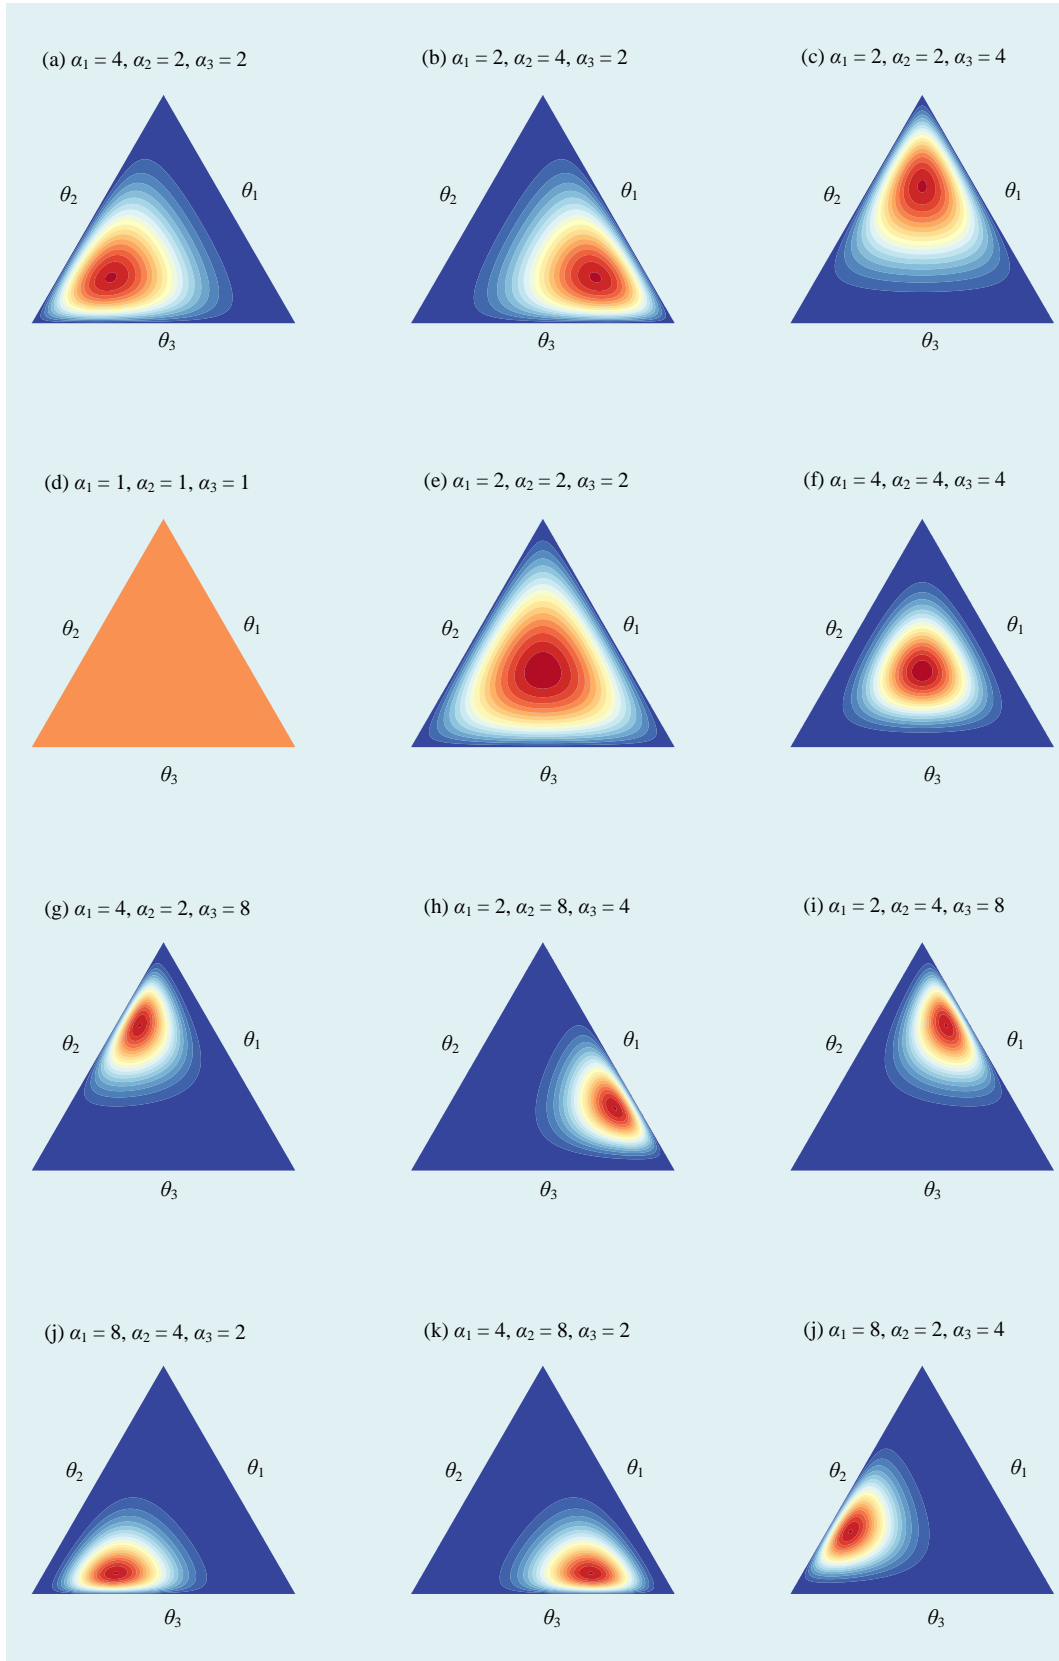 (a) α₁ = 4, α₂ = 2, α₃ = 2
(b) α₁ = 2, α₂ = 4, α₃ = 2
(c) α₁ = 2, α₂ = 2, α₃ = 4
θ₂ θ₁ θ₂ θ₁ θ₂ θ₁
θ₃ θ₃ θ₃
(d) α₁ = 1, α₂ = 1, α₃ = 1
(e) α₁ = 2, α₂ = 2, α₃ = 2
(f) α₁ = 4, α₂ = 4, α₃ = 4
θ₂ θ₁ θ₂ θ₁ θ₂ θ₁
θ₃ θ₃ θ₃
(g) α₁ = 4, α₂ = 2, α₃ = 8
(h) α₁ = 2, α₂ = 8, α₃ = 4
(i) α₁ = 2, α₂ = 4, α₃ = 8
θ₂ θ₁ θ₂ θ₁ θ₂ θ₁
θ₃ θ₃ θ₃
(j) α₁ = 8, α₂ = 4, α₃ = 2
(k) α₁ = 4, α₂ = 8, α₃ = 2
(j) α₁ = 8, α₂ = 2, α₃ = 4
θ₂ θ₁ θ₂ θ₁ θ₂ θ₁
θ₃ θ₃ θ₃